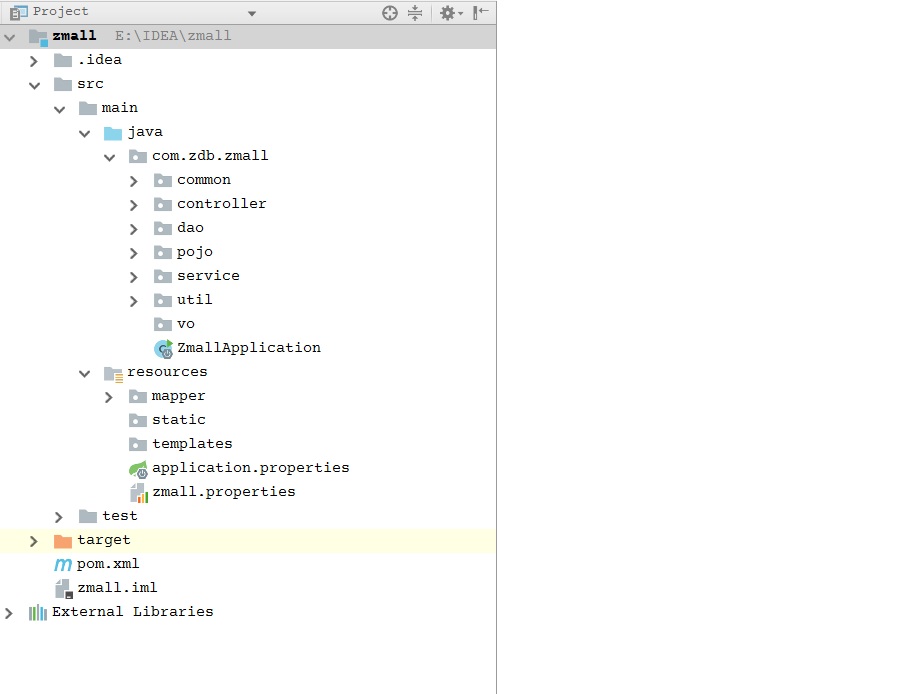 Project
zmall E:\IDEA\zmall
.idea
src
main
java
com.zdb.zmall
common
controller
dao
pojo
service
util
vo
ZmallApplication
resources
mapper
static
templates
application.properties
zmall.properties
test
target
pom.xml
zmall.iml
External Libraries